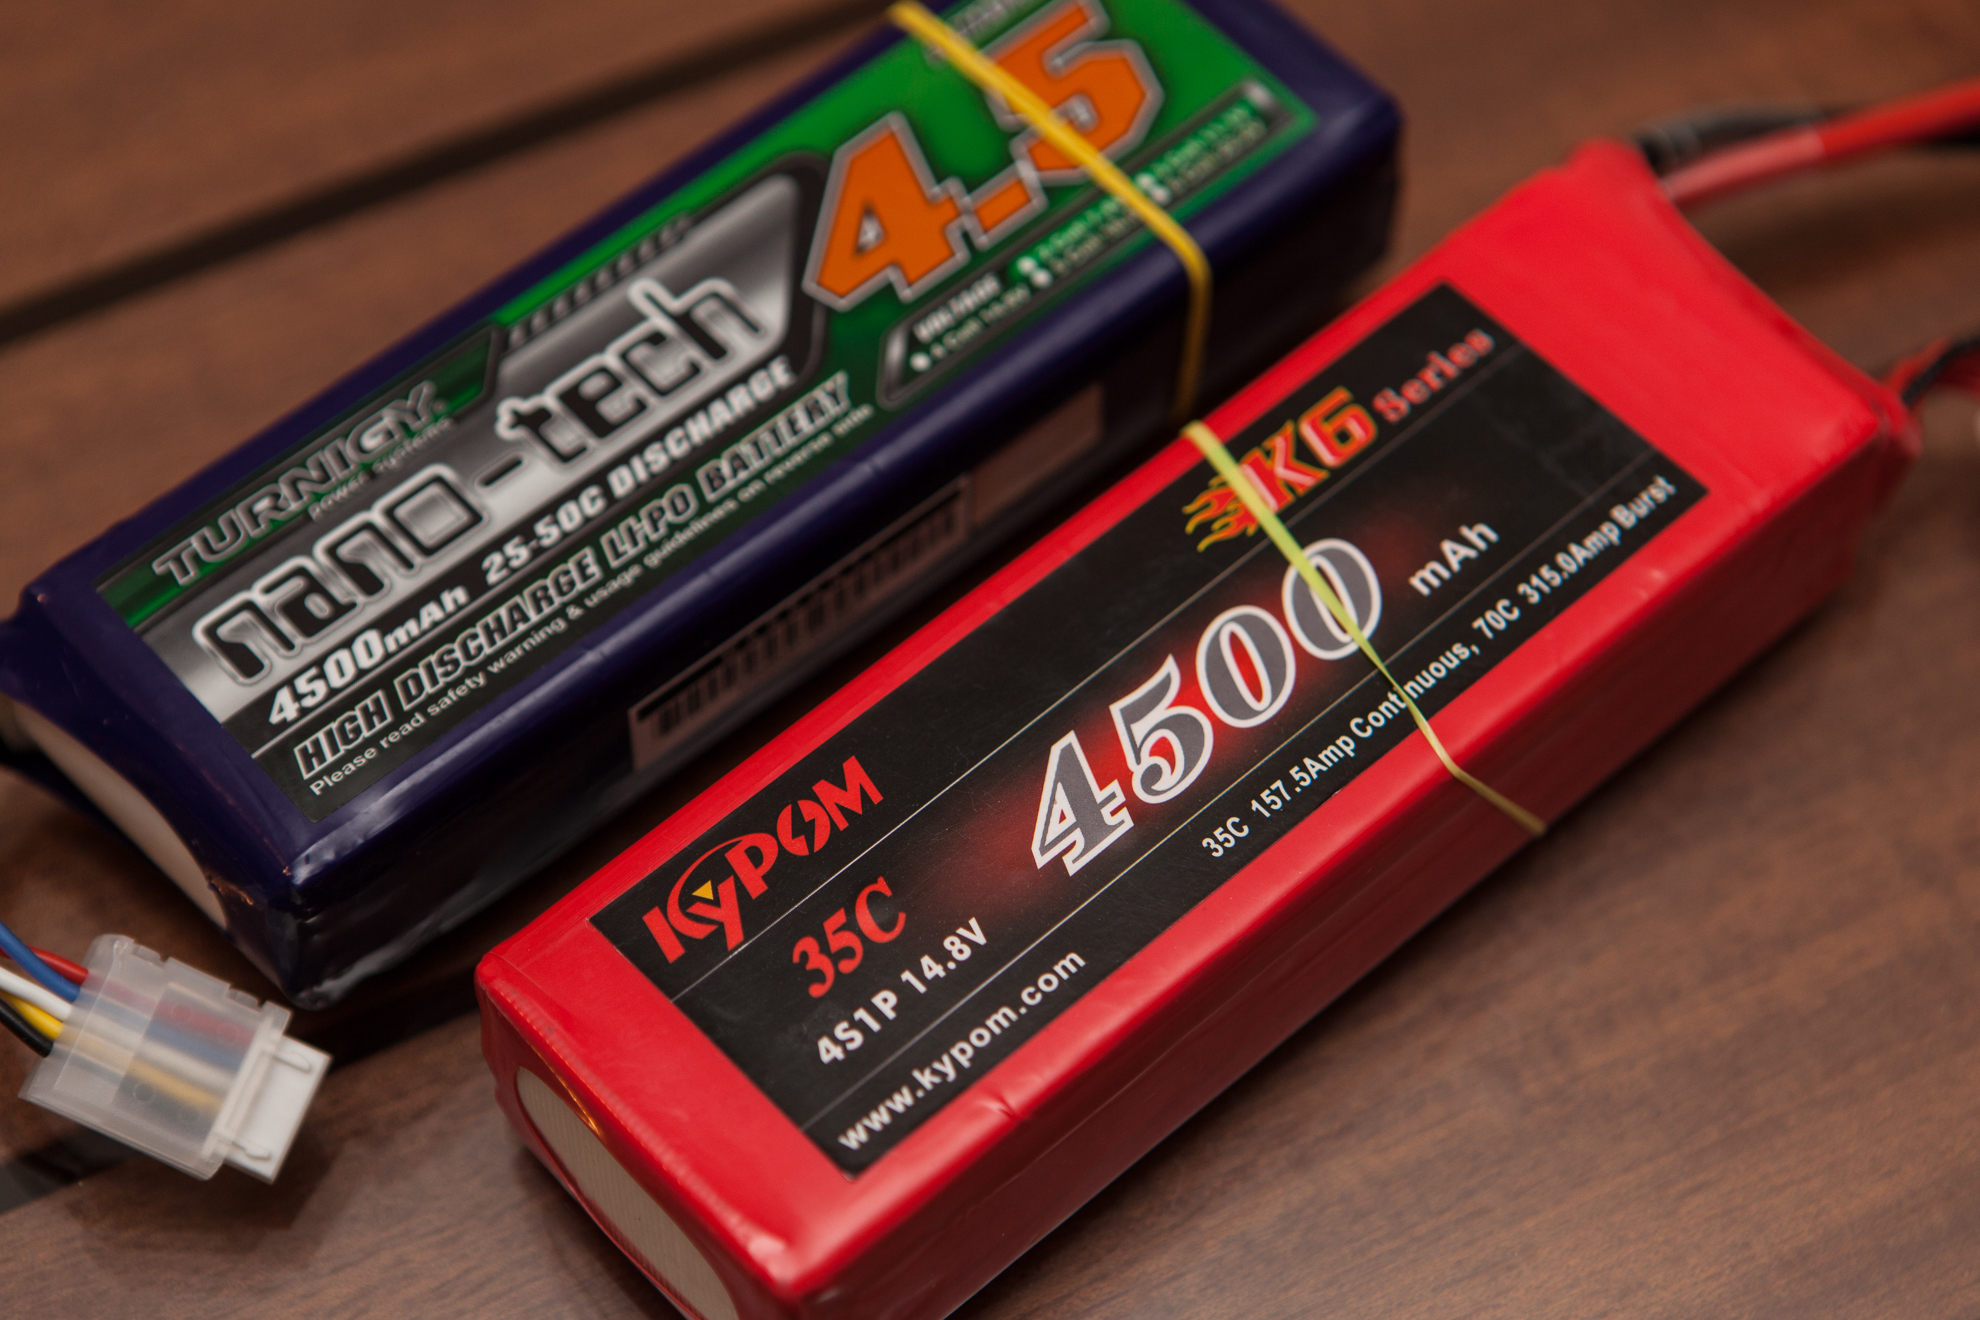 TURNIGY
power systems
nano-tech
4500mAh 25-50C DISCHARGE
HIGH DISCHARGE LI-PO BATTERY
Please read safety warning & usage guidelines on reverse side
4.5
VOLTAGE
KYPOM
35C
4S1P 14.8V
www.kypom.com
K6 Series
4500 mAh
35C 157.5Amp Continuous, 70C 315.0Amp Burst